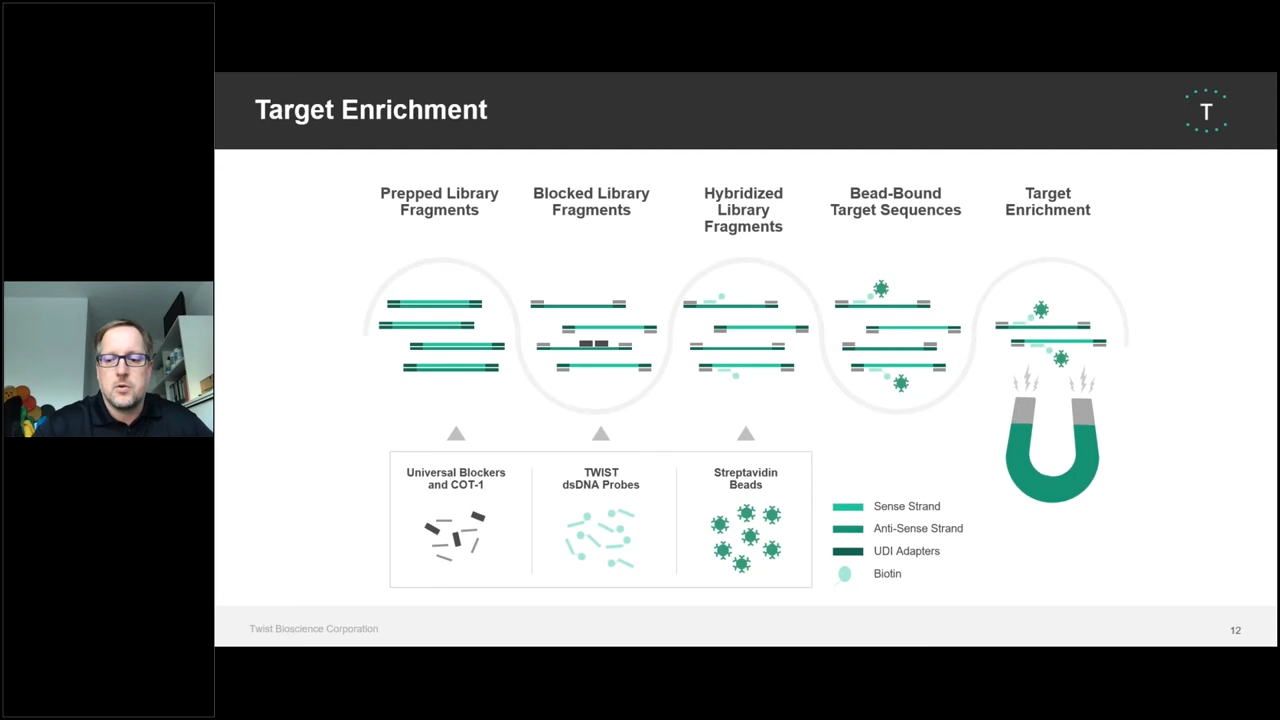 Target Enrichment
T
Prepped Library
Fragments
Blocked Library
Fragments
Hybridized
Library
Fragments
Bead-Bound
Target Sequences
Target
Enrichment
Universal Blockers
and COT-1
TWIST
dsDNA Probes
Streptavidin
Beads
Sense Strand
Anti-Sense Strand
UDI Adapters
Biotin
Twist Bioscience Corporation
12